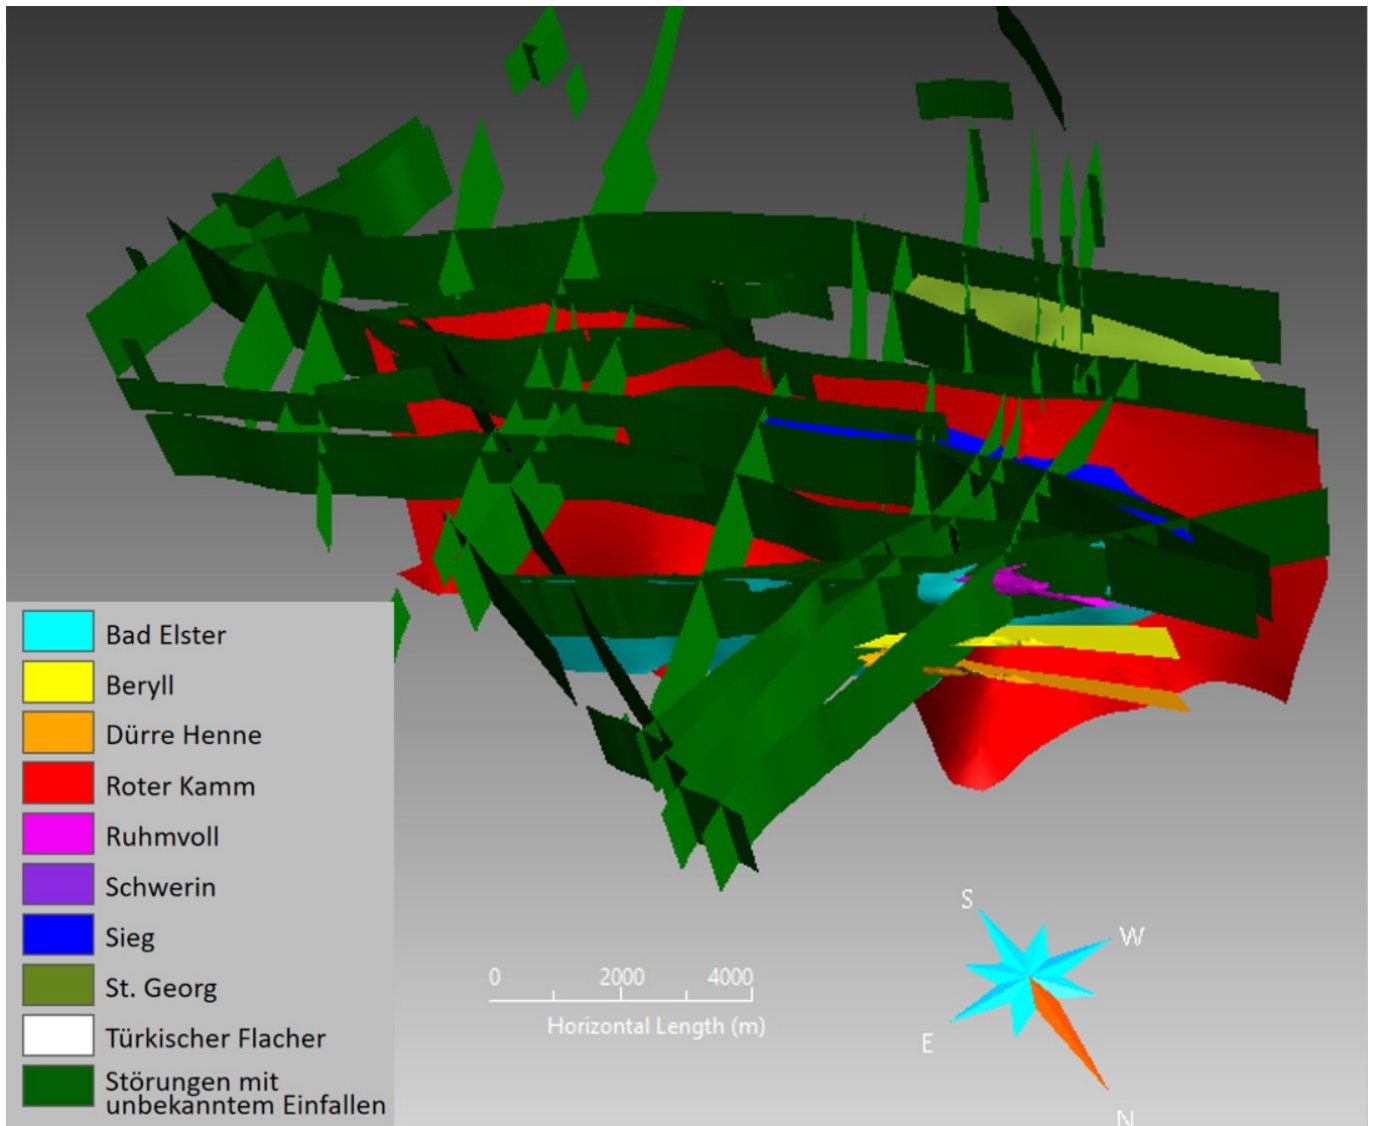 Bad Elster
Beryll
Dürre Henne
Roter Kamm
Ruhmvoll
Schwerin
Sieg
St. Georg
Türkischer Flacher
Störungen mit
unbekanntem Einfallen
0 2000 4000
Horizontal Length (m)
S
W
E
N